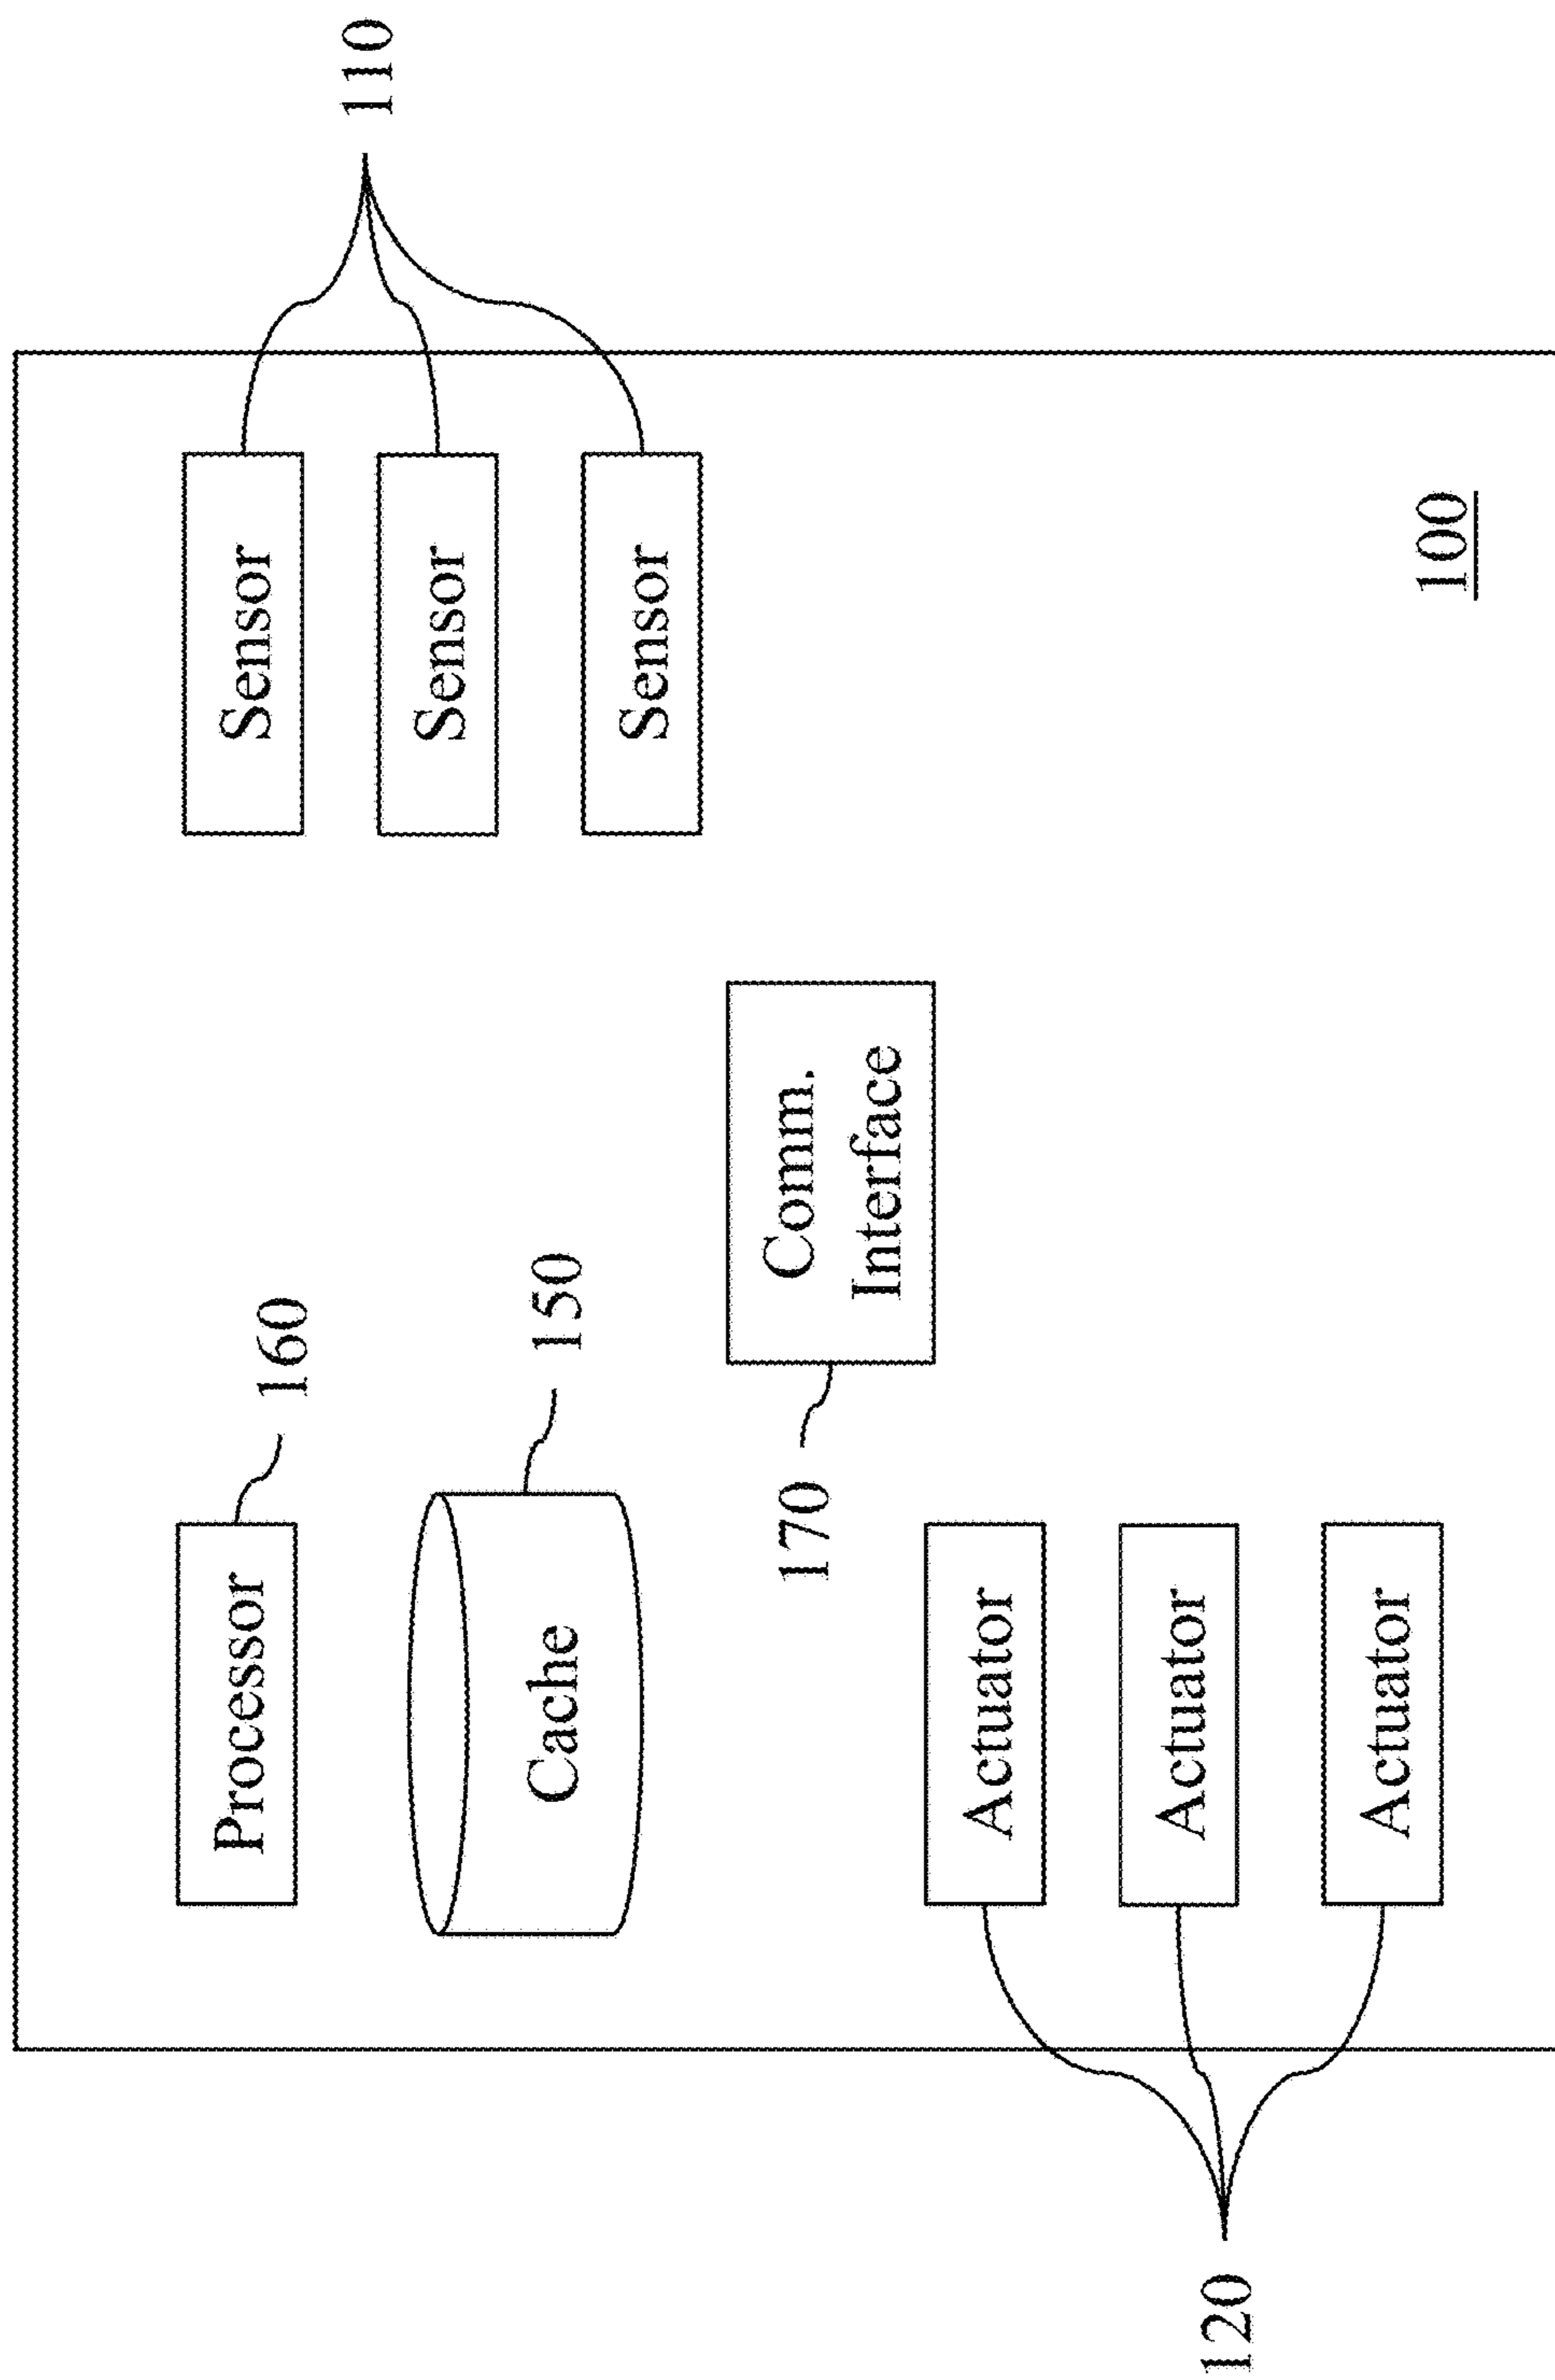 Processor
160
Sensor
110
Sensor
Cache
150
Sensor
170
Comm.
Interface
Actuator
Actuator
120
Actuator
100